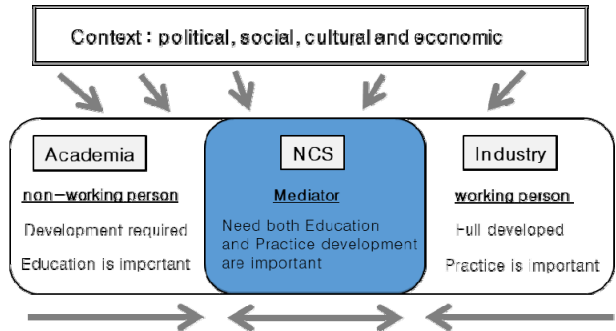 Context : political, social, cultural and economic
Academia
non-working person
Development required
Education is important
NCS
Mediator
Need both Education
and Practice development
are important
Industry
working person
Full developed
Practice is important